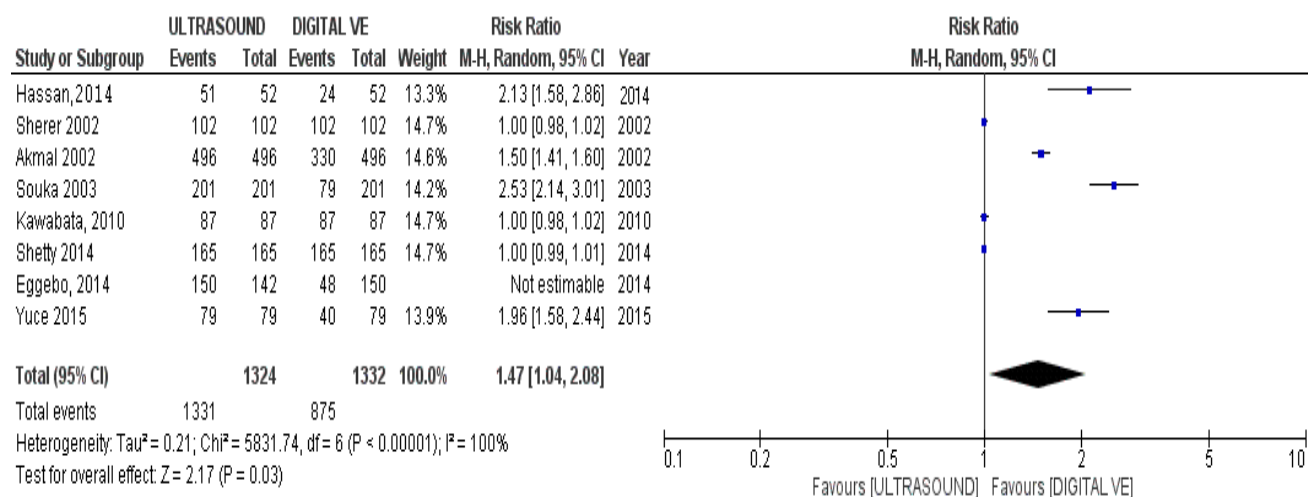 ULTRASOUND DIGITAL VE Risk Ratio Risk Ratio
Study or Subgroup Events Total Events Total Weight M-H, Random, 95% CI Year M-H, Random, 95% CI
Hassan,2014 51 52 24 52 13.3% 2.13 [1.58, 2.86] 2014
Sherer 2002 102 102 102 102 14.7% 1.00 [0.98, 1.02] 2002
Akmal 2002 496 496 330 496 14.6% 1.50 [1.41, 1.60] 2002
Souka 2003 201 201 79 201 14.2% 2.53 [2.14, 3.01] 2003
Kawabata, 2010 87 87 87 87 14.7% 1.00 [0.98, 1.02] 2010
Shetty 2014 165 165 165 165 14.7% 1.00 [0.99, 1.01] 2014
Eggebo, 2014 150 142 48 150 Not estimable 2014
Yuce 2015 79 79 40 79 13.9% 1.96 [1.58, 2.44] 2015
Total (95% CI) 1324 1332 100.0% 1.47 [1.04, 2.08]
Total events 1331 875
Heterogeneity: Tau² = 0.21; Chi² = 5831.74, df = 6 (P < 0.00001); I² = 100%
Test for overall effect: Z = 2.17 (P = 0.03)
0.1 0.2 0.5 1 2 5 10
Favours [ULTRASOUND] Favours [DIGITAL VE]